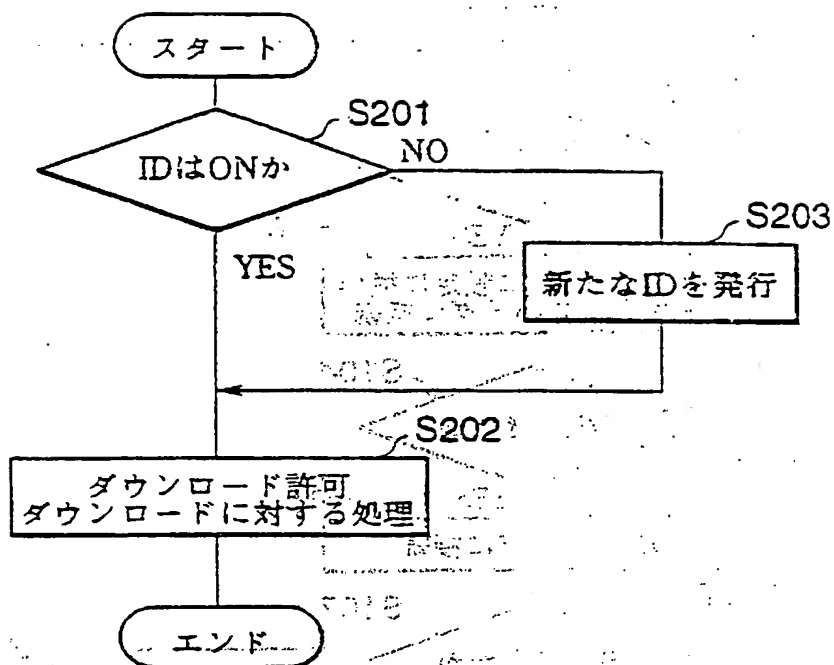 スタート
S201
IDはONか
NO
S203
YES
新たなIDを発行
S202
ダウンロード許可
ダウンロードに対する処理
エンド